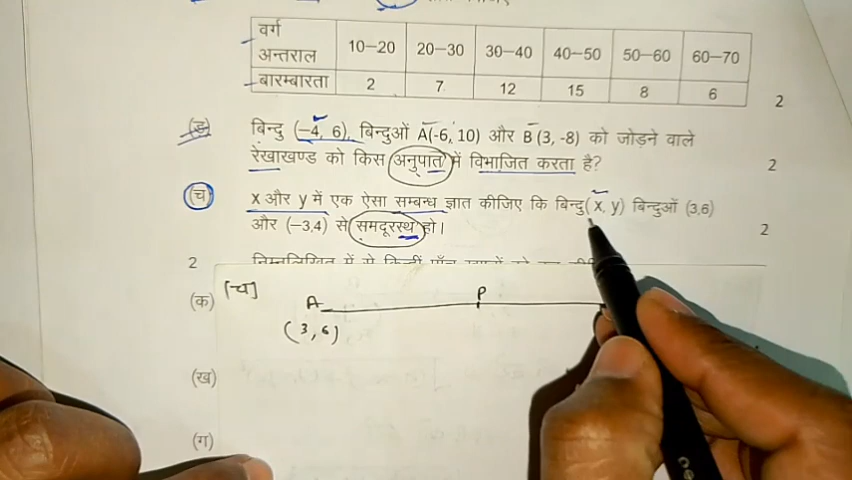 वर्ग
अन्तराल 10–20 20–30 30–40 40–50 50–60 60–70
बारम्बारता 2 7 12 15 8 6
2
(ड) बिन्दु (–4, 6), बिन्दुओं A(-6, 10) और B (3, -8) को जोड़ने वाले
रेखाखण्ड को किस अनुपात में विभाजित करता है? 2
(च) x और y में एक ऐसा सम्बन्ध ज्ञात कीजिए कि बिन्दु(x, y) बिन्दुओं (3,6)
और (–3,4) से समदूरस्थ हो। 2
2 निम्नलिखित में से किन्हीं पाँच
(क) [च] A P
(3, 6)
(ख)
(ग)